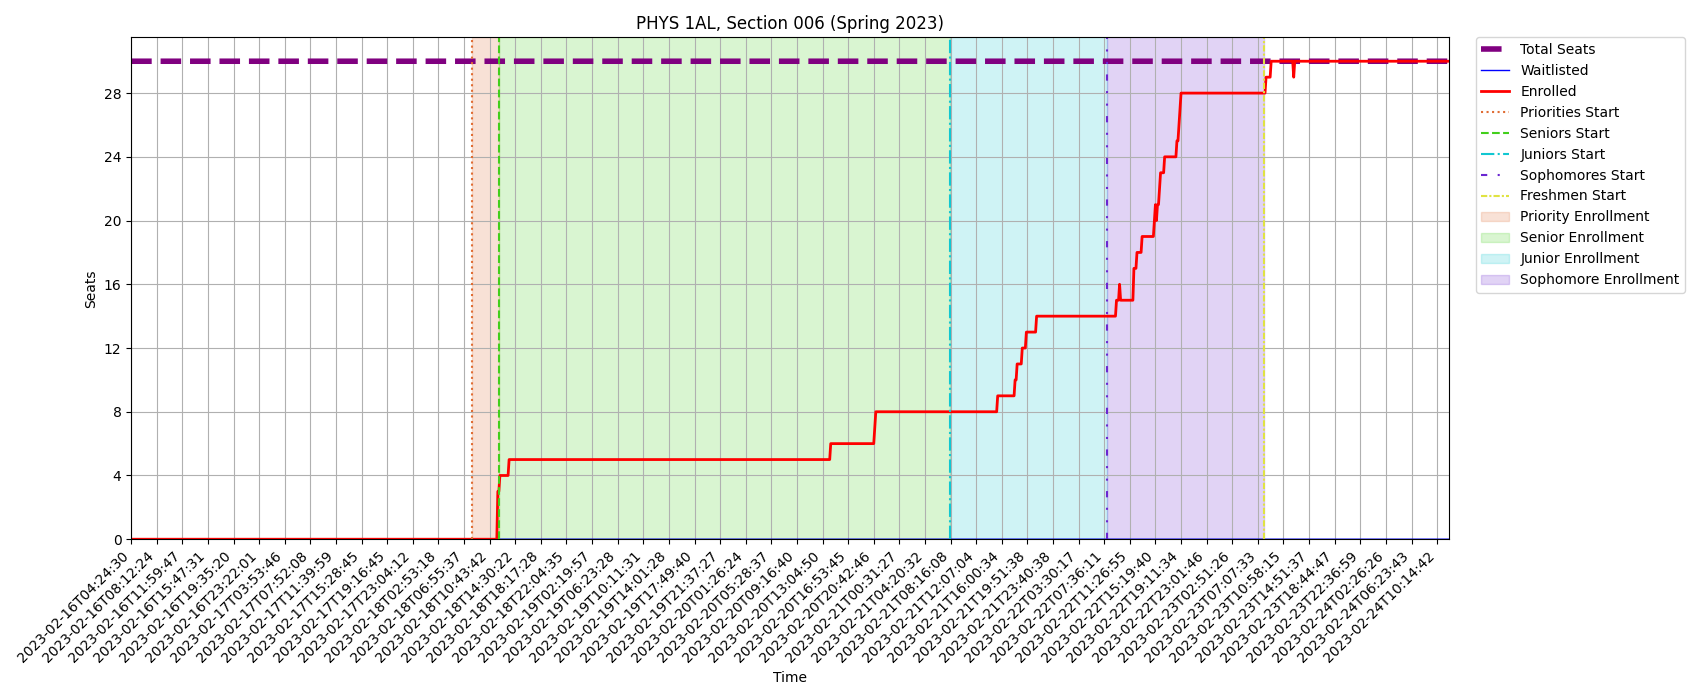 PHYS 1AL, Section 006 (Spring 2023)
Total Seats
Waitlisted
Enrolled
Priorities Start
Seniors Start
Juniors Start
Sophomores Start
Freshmen Start
Priority Enrollment
Senior Enrollment
Junior Enrollment
Sophomore Enrollment
Seats
28
24
20
16
12
8
4
0
2023-02-16T04:24:30
2023-02-16T08:12:24
2023-02-16T11:59:47
2023-02-16T15:47:31
2023-02-16T19:35:20
2023-02-16T23:22:01
2023-02-17T03:53:46
2023-02-17T07:52:08
2023-02-17T11:39:59
2023-02-17T15:28:45
2023-02-17T19:16:45
2023-02-17T23:04:12
2023-02-18T02:53:18
2023-02-18T06:55:37
2023-02-18T10:43:42
2023-02-18T14:30:22
2023-02-18T18:17:28
2023-02-18T22:04:35
2023-02-19T02:19:57
2023-02-19T06:23:28
2023-02-19T10:11:31
2023-02-19T14:01:28
2023-02-19T17:49:40
2023-02-19T21:37:27
2023-02-20T01:26:24
2023-02-20T05:28:37
2023-02-20T09:16:40
2023-02-20T13:04:50
2023-02-20T16:53:45
2023-02-20T20:42:46
2023-02-21T00:31:27
2023-02-21T04:20:32
2023-02-21T08:16:08
2023-02-21T12:07:04
2023-02-21T16:00:34
2023-02-21T19:51:38
2023-02-21T23:40:38
2023-02-22T03:30:17
2023-02-22T07:36:11
2023-02-22T11:26:55
2023-02-22T15:19:40
2023-02-22T19:11:34
2023-02-22T23:01:46
2023-02-23T02:51:26
2023-02-23T07:07:33
2023-02-23T10:58:15
2023-02-23T14:51:37
2023-02-23T18:44:47
2023-02-23T22:36:59
2023-02-24T02:26:26
2023-02-24T06:23:43
2023-02-24T10:14:42
Time